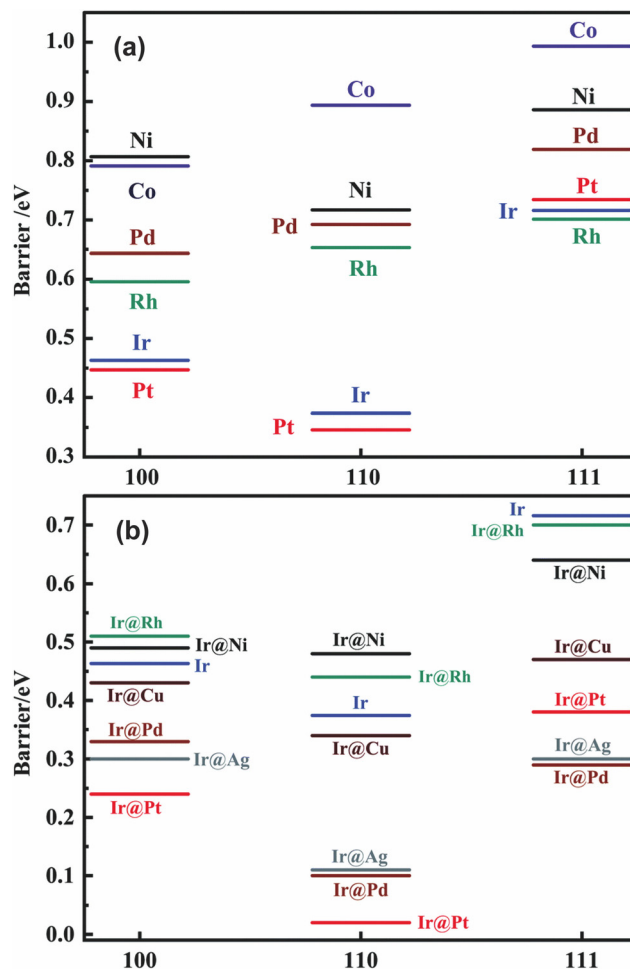 (a)
Barrier /eV
1.0
0.9
0.8
0.7
0.6
0.5
0.4
0.3
Ni
Co
Pd
Rh
Ir
Pt
Co
Ni
Pd
Rh
Ir
Pt
Co
Ni
Pd
Pt
Ir
Rh
100 110 111
(b)
Barrier/eV
0.7
0.6
0.5
0.4
0.3
0.2
0.1
0.0
Ir@Rh
Ir@Ni
Ir
Ir@Cu
Ir@Pd
Ir@Ag
Ir@Pt
Ir@Ni
Ir@Rh
Ir
Ir@Cu
Ir@Ag
Ir@Pd
Ir@Pt
Ir
Ir@Rh
Ir@Ni
Ir@Cu
Ir@Pt
Ir@Ag
Ir@Pd
100 110 111